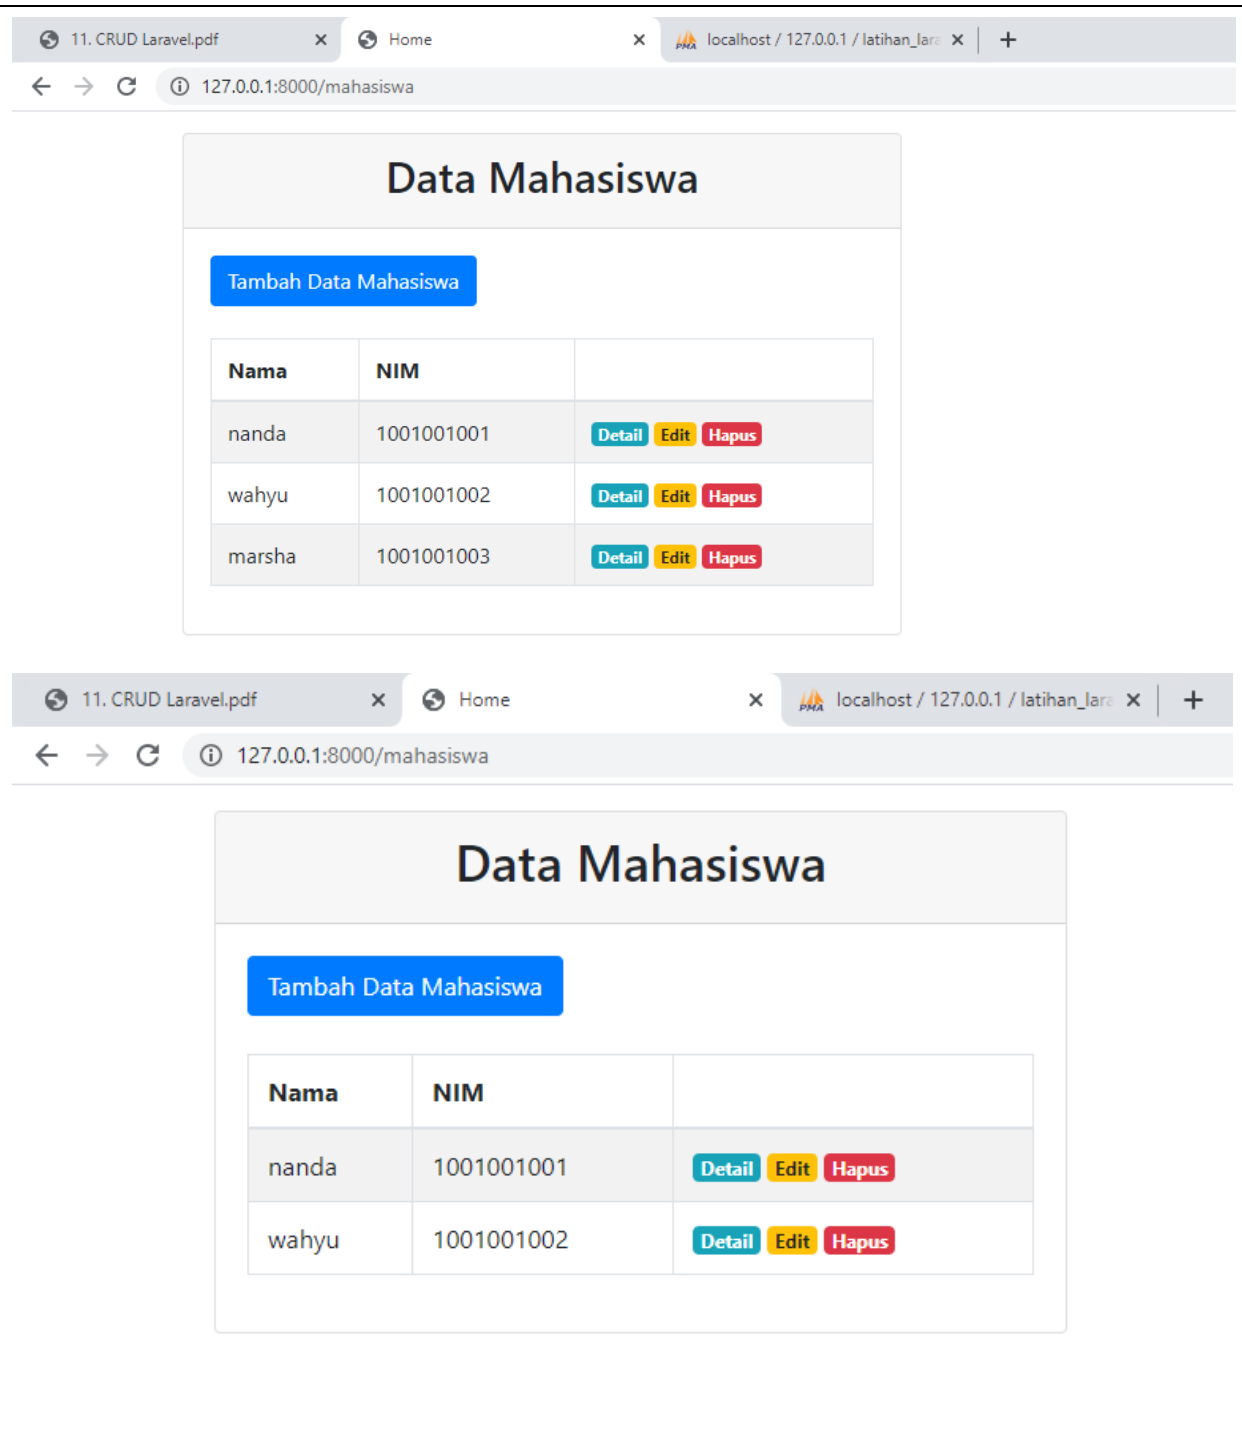 11. CRUD Laravel.pdf Home localhost / 127.0.0.1 / latihan_lara
127.0.0.1:8000/mahasiswa
Data Mahasiswa
Tambah Data Mahasiswa
Nama NIM
nanda 1001001001 Detail Edit Hapus
wahyu 1001001002 Detail Edit Hapus
marsha 1001001003 Detail Edit Hapus
11. CRUD Laravel.pdf Home localhost / 127.0.0.1 / latihan_lara
127.0.0.1:8000/mahasiswa
Data Mahasiswa
Tambah Data Mahasiswa
Nama NIM
nanda 1001001001 Detail Edit Hapus
wahyu 1001001002 Detail Edit Hapus